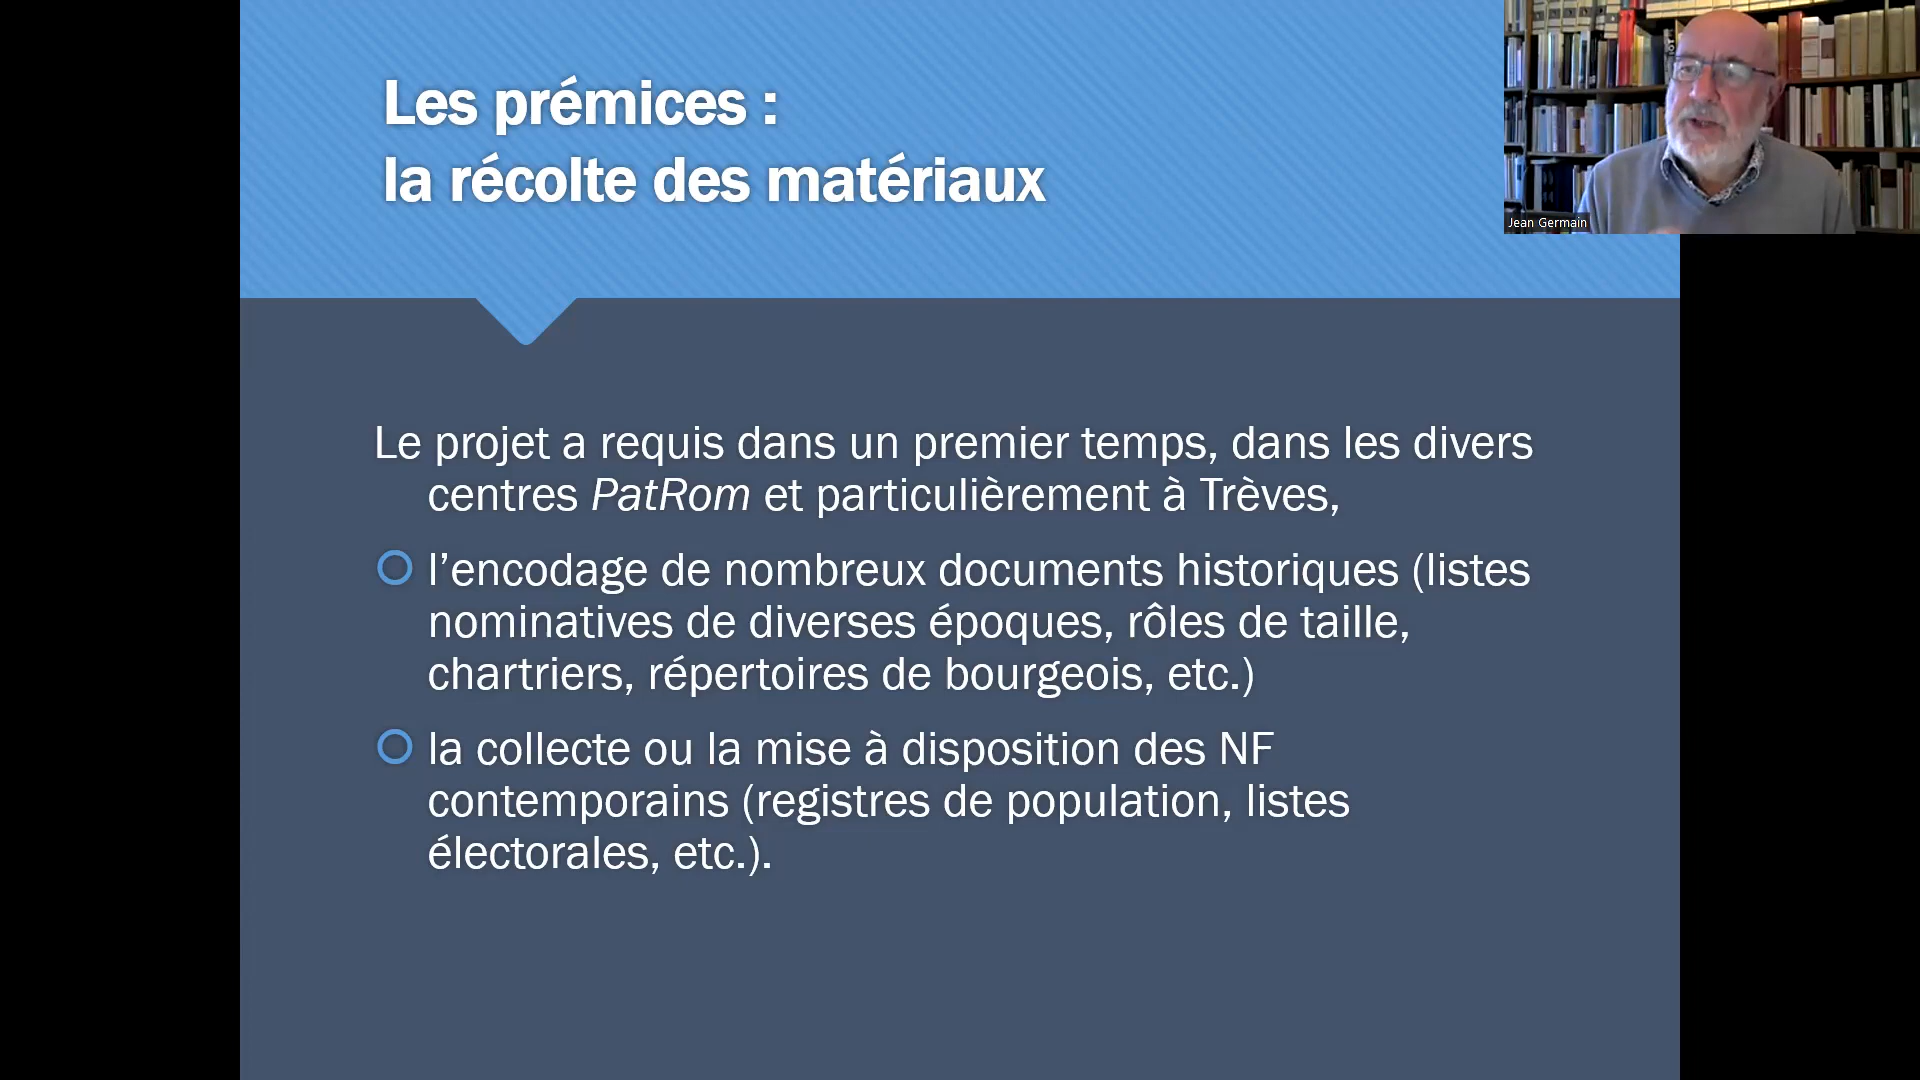 Les prémices :
la récolte des matériaux
Jean Germain
Le projet a requis dans un premier temps, dans les divers
centres PatRom et particulièrement à Trèves,
l’encodage de nombreux documents historiques (listes
nominatives de diverses époques, rôles de taille,
chartriers, répertoires de bourgeois, etc.)
la collecte ou la mise à disposition des NF
contemporains (registres de population, listes
électorales, etc.).